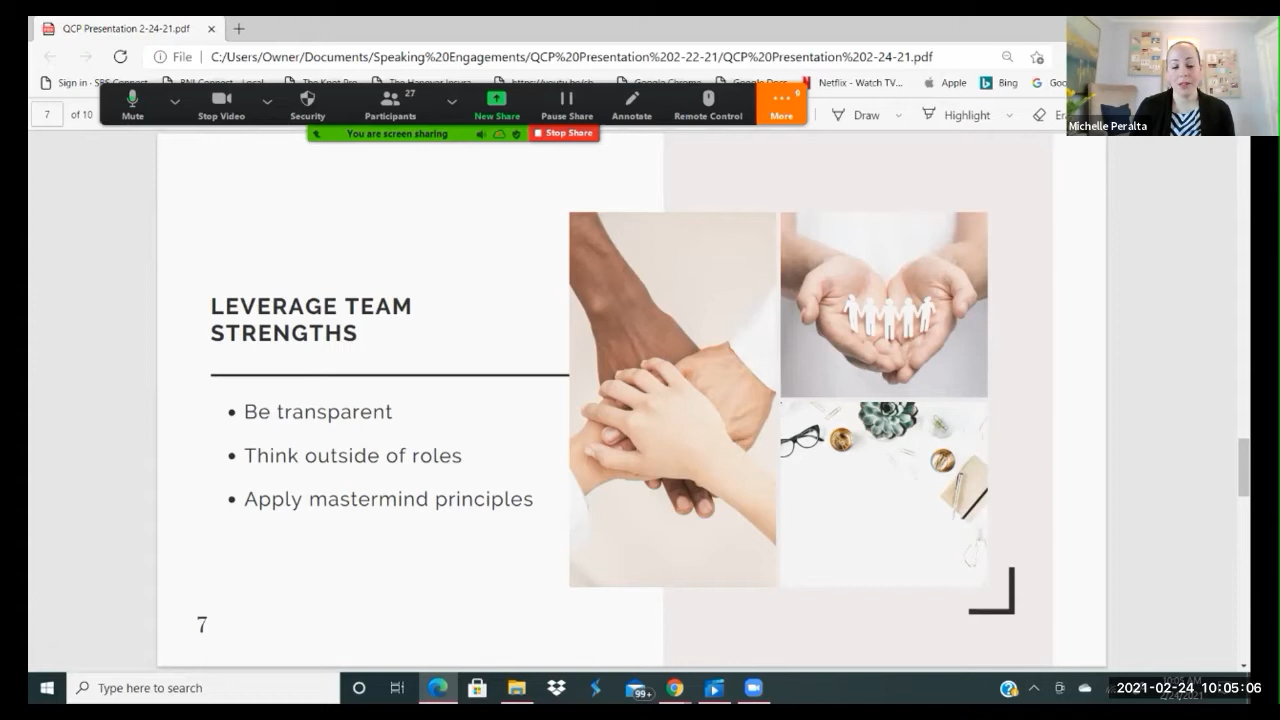 QCP Presentation 2-24-21.pdf
File C:/Users/Owner/Documents/Speaking%20Engagements/QCP%20Presentation%202-22-21/QCP%20Presentation%202-24-21.pdf
Netflix - Watch TV... Apple Bing
7 of 10
Draw Highlight
27
9
Mute Stop Video Security Participants New Share Pause Share Annotate Remote Control More
You are screen sharing Stop Share
Michelle Peralta
LEVERAGE TEAM
STRENGTHS
• Be transparent
• Think outside of roles
• Apply mastermind principles
7
Type here to search
99+
2021-02-24 10:05:06